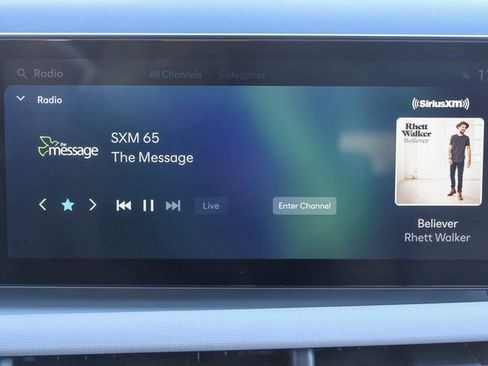 Radio
All Channels
Categories
Radio
SiriusXM
the message
SXM 65
The Message
Live
Enter Channel
Rhett Walker
Believer
Believer
Rhett Walker